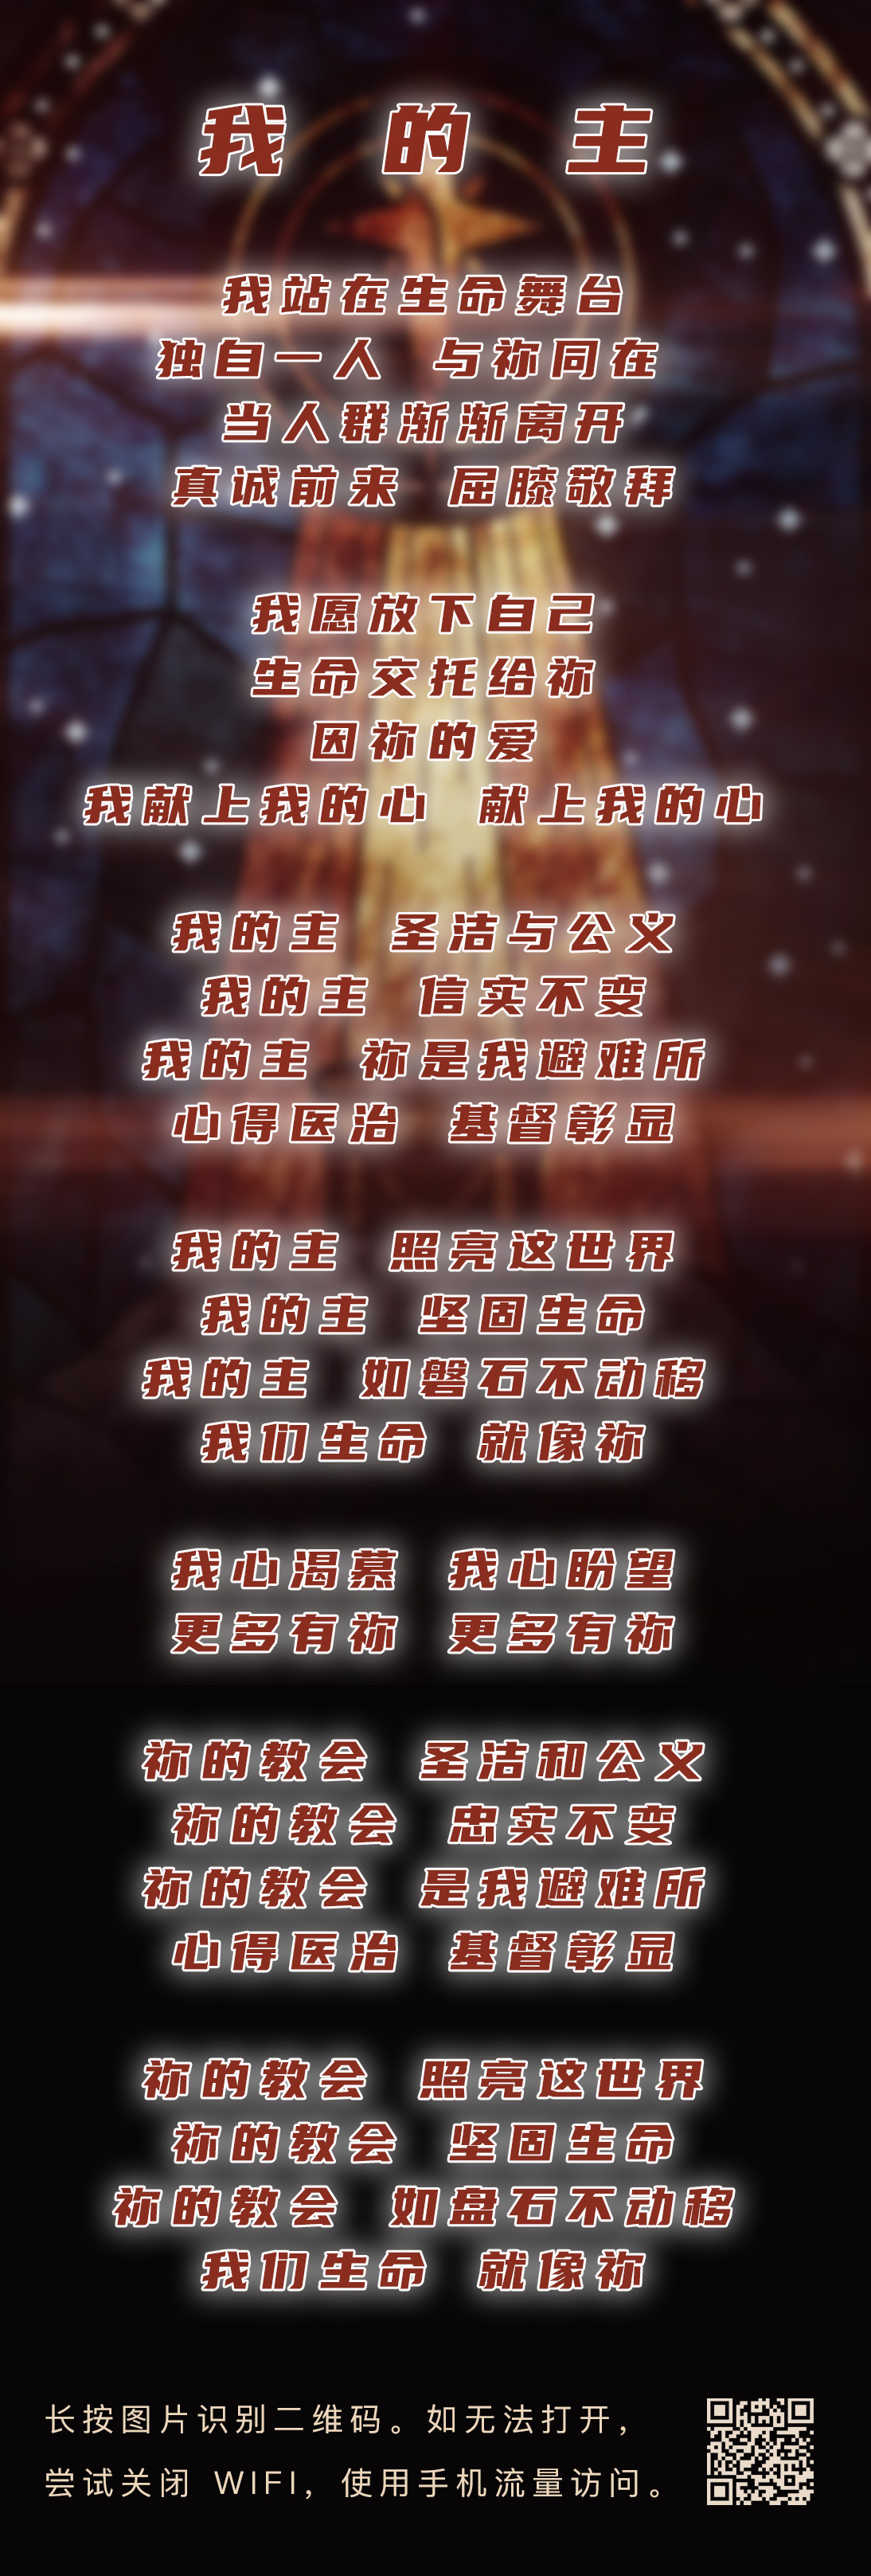 我的主
我站在生命舞台
独自一人 与祢同在
当人群渐渐离开
真诚前来 屈膝敬拜
我愿放下自己
生命交托给祢
因祢的爱
我献上我的心 献上我的心
我的主 圣洁与公义
我的主 信实不变
我的主 祢是我避难所
心得医治 基督彰显
我的主 照亮这世界
我的主 坚固生命
我的主 如磐石不动移
我们生命 就像祢
我心渴慕 我心盼望
更多有祢 更多有祢
祢的教会 圣洁和公义
祢的教会 忠实不变
祢的教会 是我避难所
心得医治 基督彰显
祢的教会 照亮这世界
祢的教会 坚固生命
祢的教会 如盘石不动移
我们生命 就像祢
长按图片识别二维码。如无法打开，
尝试关闭 WIFI，使用手机流量访问。